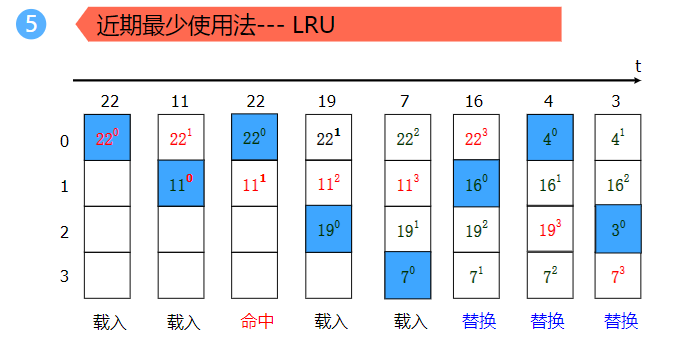 5 近期最少使用法--- LRU
t
22 11 22 19 7 16 4 3
0 22⁰ 22¹ 22⁰ 22¹ 22² 22³ 4⁰ 4¹
1 11⁰ 11¹ 11² 11³ 16⁰ 16¹ 16²
2 19⁰ 19¹ 19² 19³ 3⁰
3 7⁰ 7¹ 7² 7³
载入 载入 命中 载入 载入 替换 替换 替换